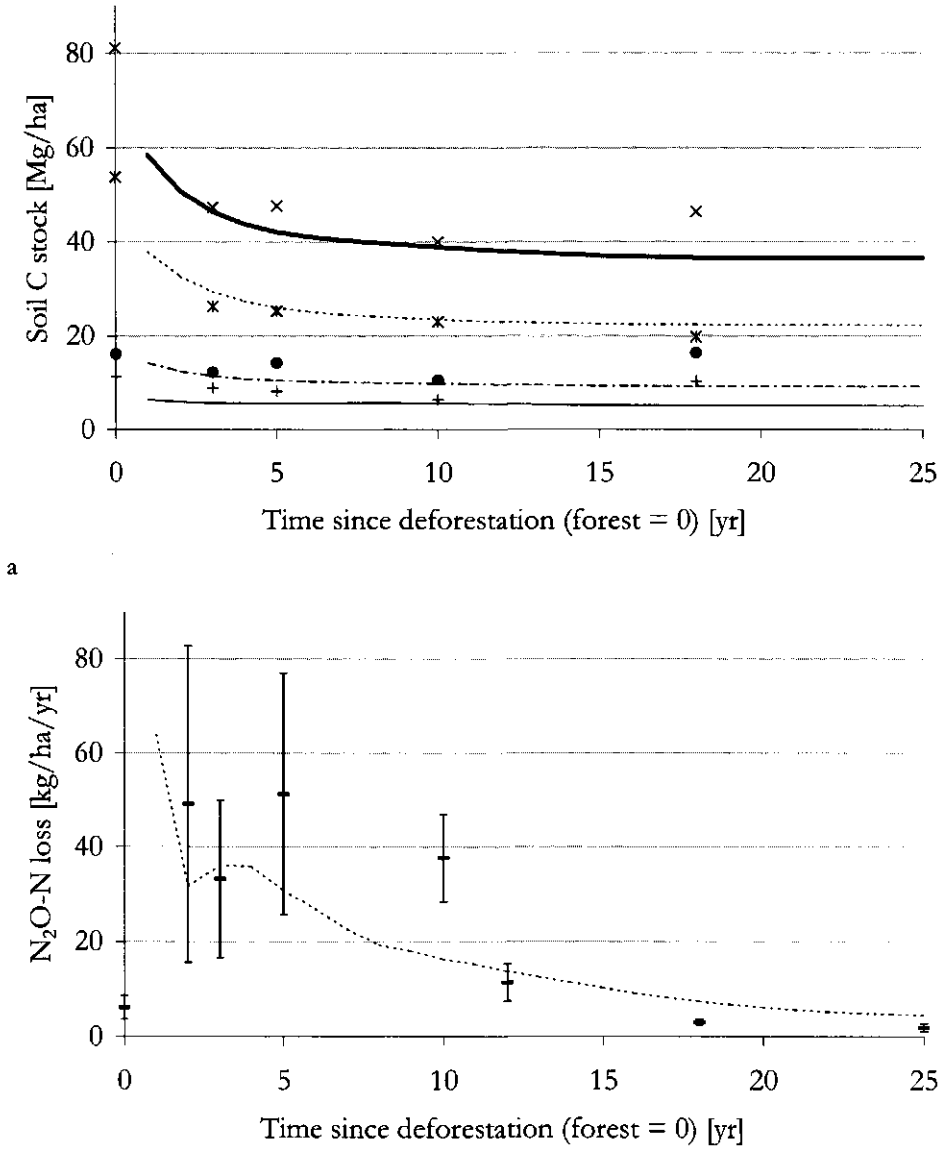 Soil C stock [Mg/ha]
80
60
40
20
0
0 5 10 15 20 25
Time since deforestation (forest = 0) [yr]
a
N₂O-N loss [kg/ha/yr]
80
60
40
20
0
0 5 10 15 20 25
Time since deforestation (forest = 0) [yr]